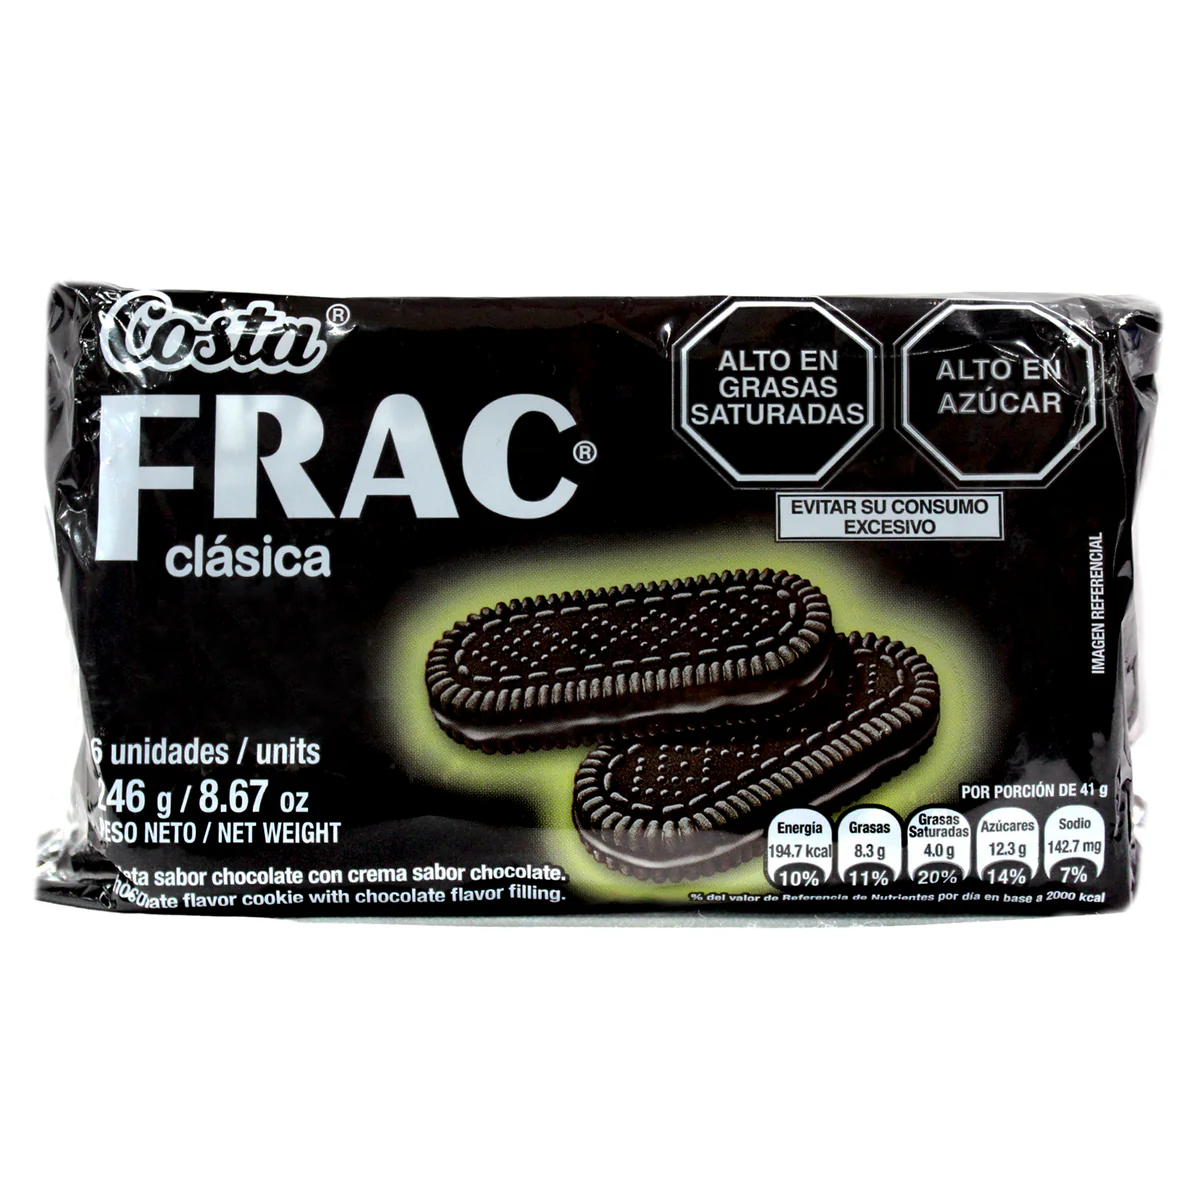 Costa®
FRAC®
clásica
ALTO EN
GRASAS
SATURADAS
ALTO EN
AZÚCAR
EVITAR SU CONSUMO
EXCESIVO
IMAGEN REFERENCIAL
6 unidades / units
246 g / 8.67 oz
PESO NETO / NET WEIGHT
sabor chocolate con crema sabor chocolate.
flavor cookie with chocolate flavor filling.
POR PORCIÓN DE 41 g
Energía 194.7 kcal 10%
Grasas 8.3 g 11%
Grasas Saturadas 4.0 g 20%
Azúcares 12.3 g 14%
Sodio 142.7 mg 7%
% del valor de Referencia de Nutrientes por día en base a 2000 kcal